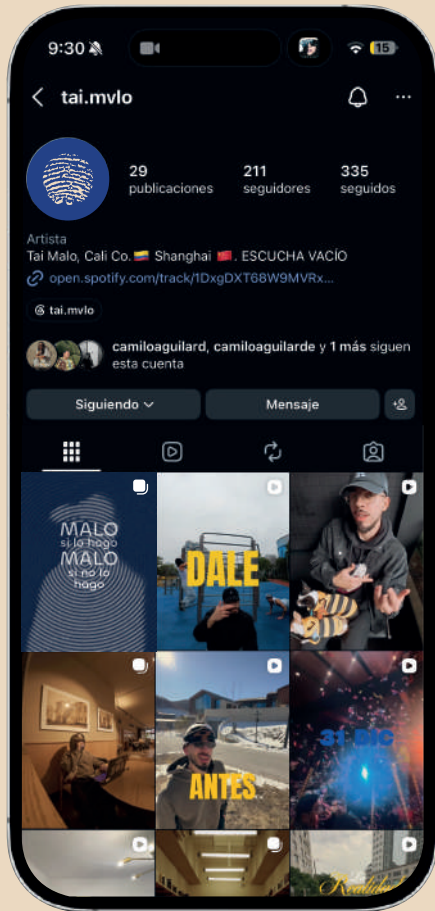 9:30
15
tai.mvlo
29
publicaciones
211
seguidores
335
seguidos
Artista
Tai Malo, Cali Co. 🇨🇴 Shanghai 🇨🇳. ESCUCHA VACÍO
open.spotify.com/track/1DxgDXT68W9MVRx...
tai.mvlo
camiloaguilard, camiloaguilarde y 1 más siguen
esta cuenta
Siguiendo
Mensaje
MALO
si lo hago
MALO
si no lo
hago
DALE
ANTES
31 DIC
La
Realidad